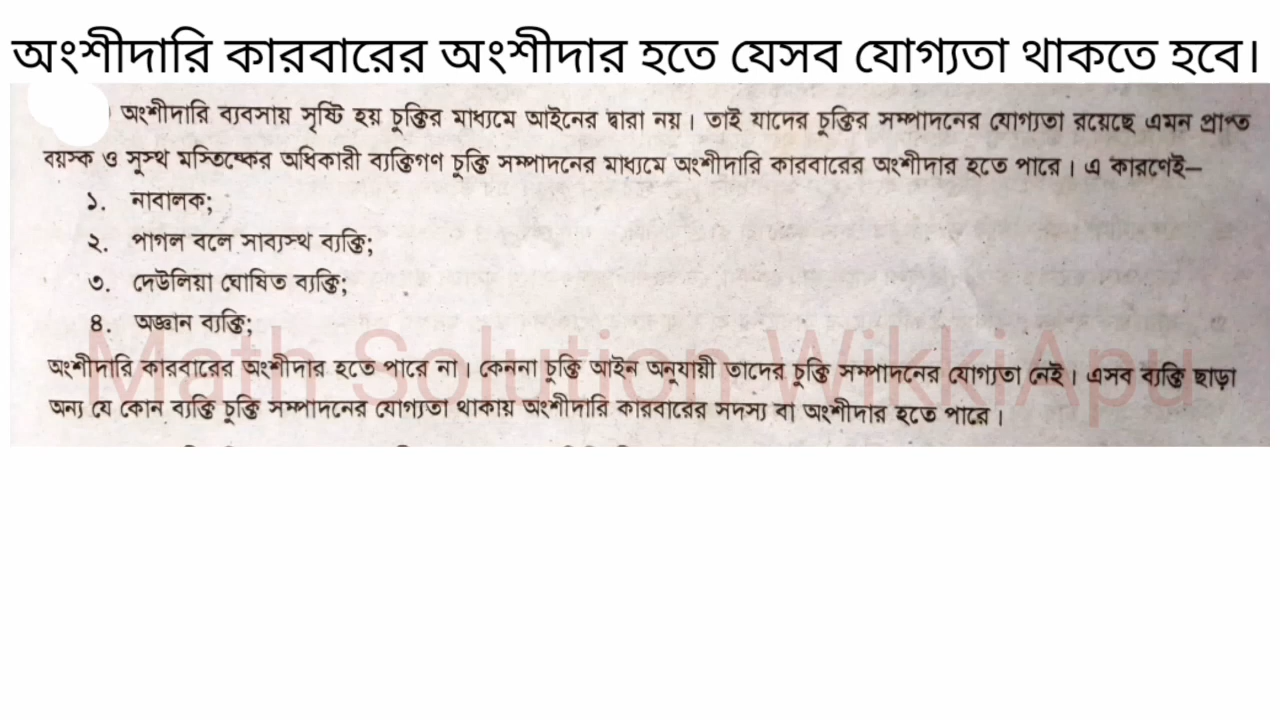 অংশীদারি কারবারের অংশীদার হতে যেসব যোগ্যতা থাকতে হবে।
অংশীদারি ব্যবসায় সৃষ্টি হয় চুক্তির মাধ্যমে আইনের দ্বারা নয়। তাই যাদের চুক্তির সম্পাদনের যোগ্যতা রয়েছে এমন প্রাপ্ত
বয়স্ক ও সুস্থ মস্তিষ্কের অধিকারী ব্যক্তিগণ চুক্তি সম্পাদনের মাধ্যমে অংশীদারি কারবারের অংশীদার হতে পারে। এ কারণেই—
১. নাবালক;
২. পাগল বলে সাব্যস্থ ব্যক্তি;
৩. দেউলিয়া ঘোষিত ব্যক্তি;
৪. অজ্ঞান ব্যক্তি;
Math Solution WikkiApu
অংশীদারি কারবারের অংশীদার হতে পারে না। কেননা চুক্তি আইন অনুযায়ী তাদের চুক্তি সম্পাদনের যোগ্যতা নেই। এসব ব্যক্তি ছাড়া
অন্য যে কোন ব্যক্তি চুক্তি সম্পাদনের যোগ্যতা থাকায় অংশীদারি কারবারের সদস্য বা অংশীদার হতে পারে।